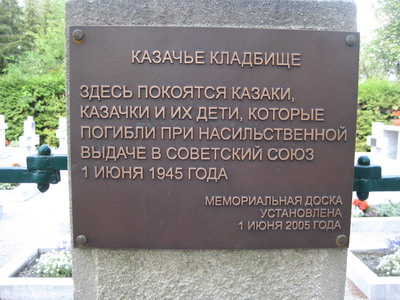 КАЗАЧЬЕ КЛАДБИЩЕ
ЗДЕСЬ ПОКОЯТСЯ КАЗАКИ,
КАЗАЧКИ И ИХ ДЕТИ, КОТОРЫЕ
ПОГИБЛИ ПРИ НАСИЛЬСТВЕННОЙ
ВЫДАЧЕ В СОВЕТСКИЙ СОЮЗ
1 ИЮНЯ 1945 ГОДА
МЕМОРИАЛЬНАЯ ДОСКА
УСТАНОВЛЕНА
1 ИЮНЯ 2005 ГОДА